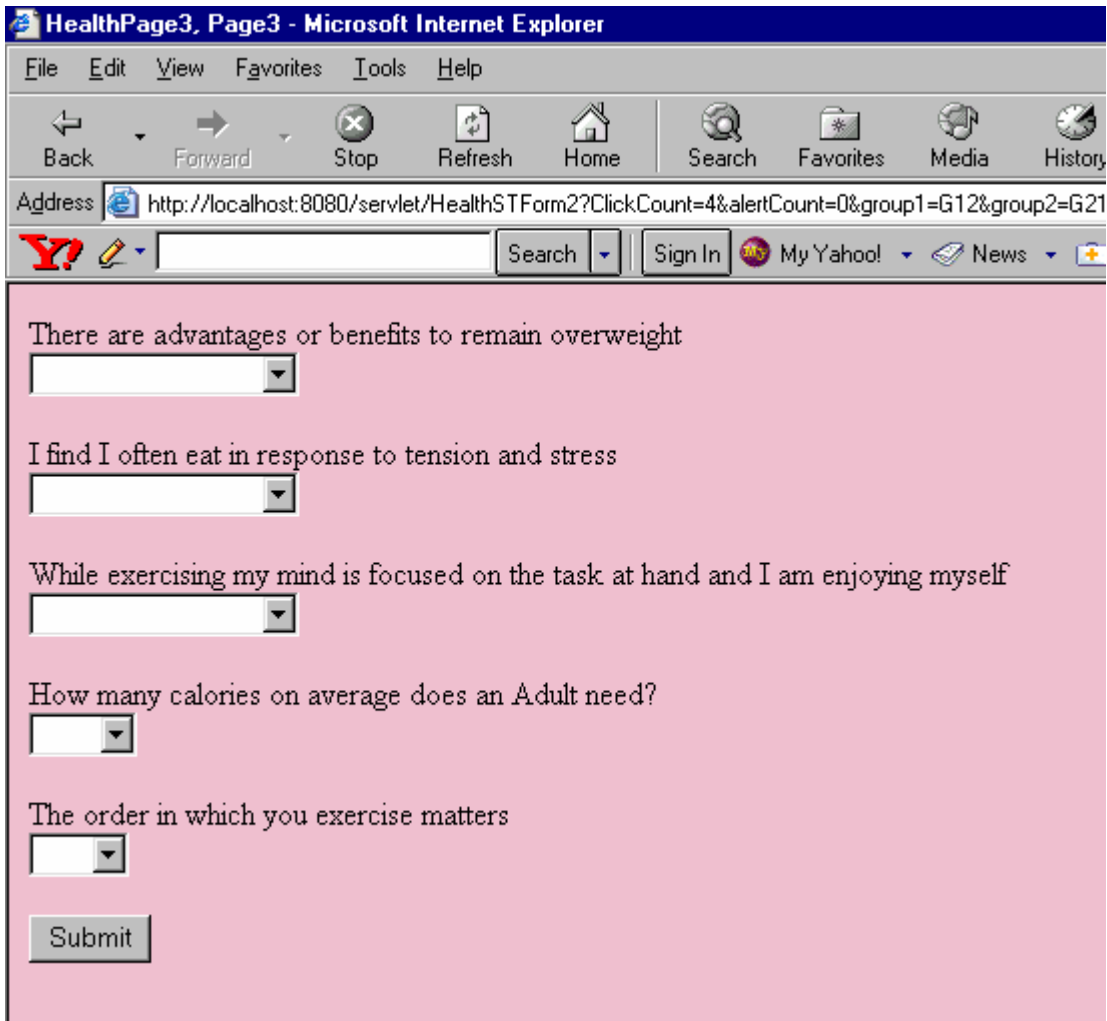 HealthPage3, Page3 - Microsoft Internet Explorer
File Edit View Favorites Tools Help
Back Forward Stop Refresh Home Search Favorites Media History
Address http://localhost:8080/servlet/HealthSTForm2?ClickCount=4&alertCount=0&group1=G12&group2=G21
Y! Search Sign In My My Yahoo! News
There are advantages or benefits to remain overweight
I find I often eat in response to tension and stress
While exercising my mind is focused on the task at hand and I am enjoying myself
How many calories on average does an Adult need?
The order in which you exercise matters
Submit